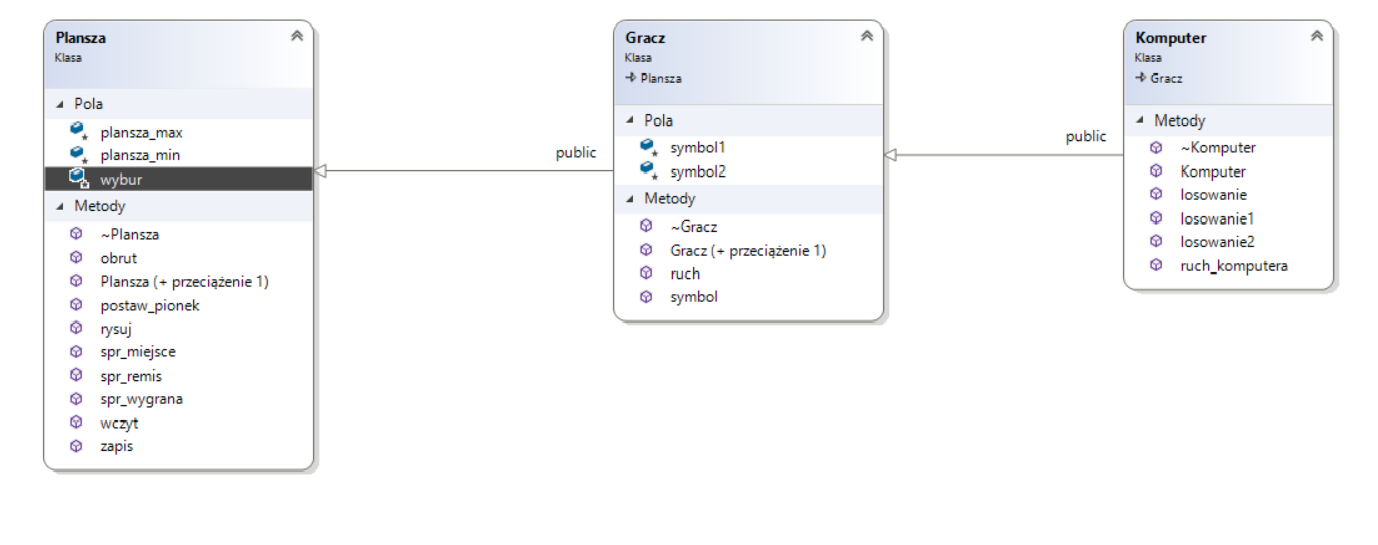 Plansza
Klasa
Pola
plansza_max
plansza_min
wybur
Metody
~Plansza
obrut
Plansza (+ przeciążenie 1)
postaw_pionek
rysuj
spr_miejsce
spr_remis
spr_wygrana
wczyt
zapis
public
Gracz
Klasa
Plansza
Pola
symbol1
symbol2
Metody
~Gracz
Gracz (+ przeciążenie 1)
ruch
symbol
public
Komputer
Klasa
Gracz
Metody
~Komputer
Komputer
losowanie
losowanie1
losowanie2
ruch_komputera